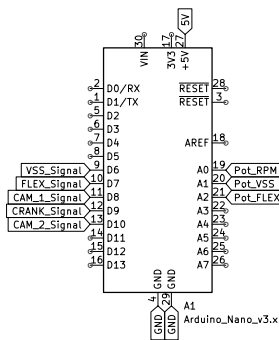 5V
30 17 27
VIN 3V3 +5V
2 D0/RX RESET 28
1 D1/TX RESET 3
5 D2
6 D3
7 D4 AREF 18
8 D5
VSS_Signal 9 D6 A0 19 Pot_RPM
FLEX_Signal 10 D7 A1 20 Pot_VSS
CAM_1_Signal 11 D8 A2 21 Pot_FLEX
CRANK_Signal 12 D9 A3 22
CAM_2_Signal 13 D10 A4 23
14 D11 A5 24
15 D12 A6 25
16 D13 A7 26
GND GND
4 29
GND GND
A1
Arduino_Nano_v3.x